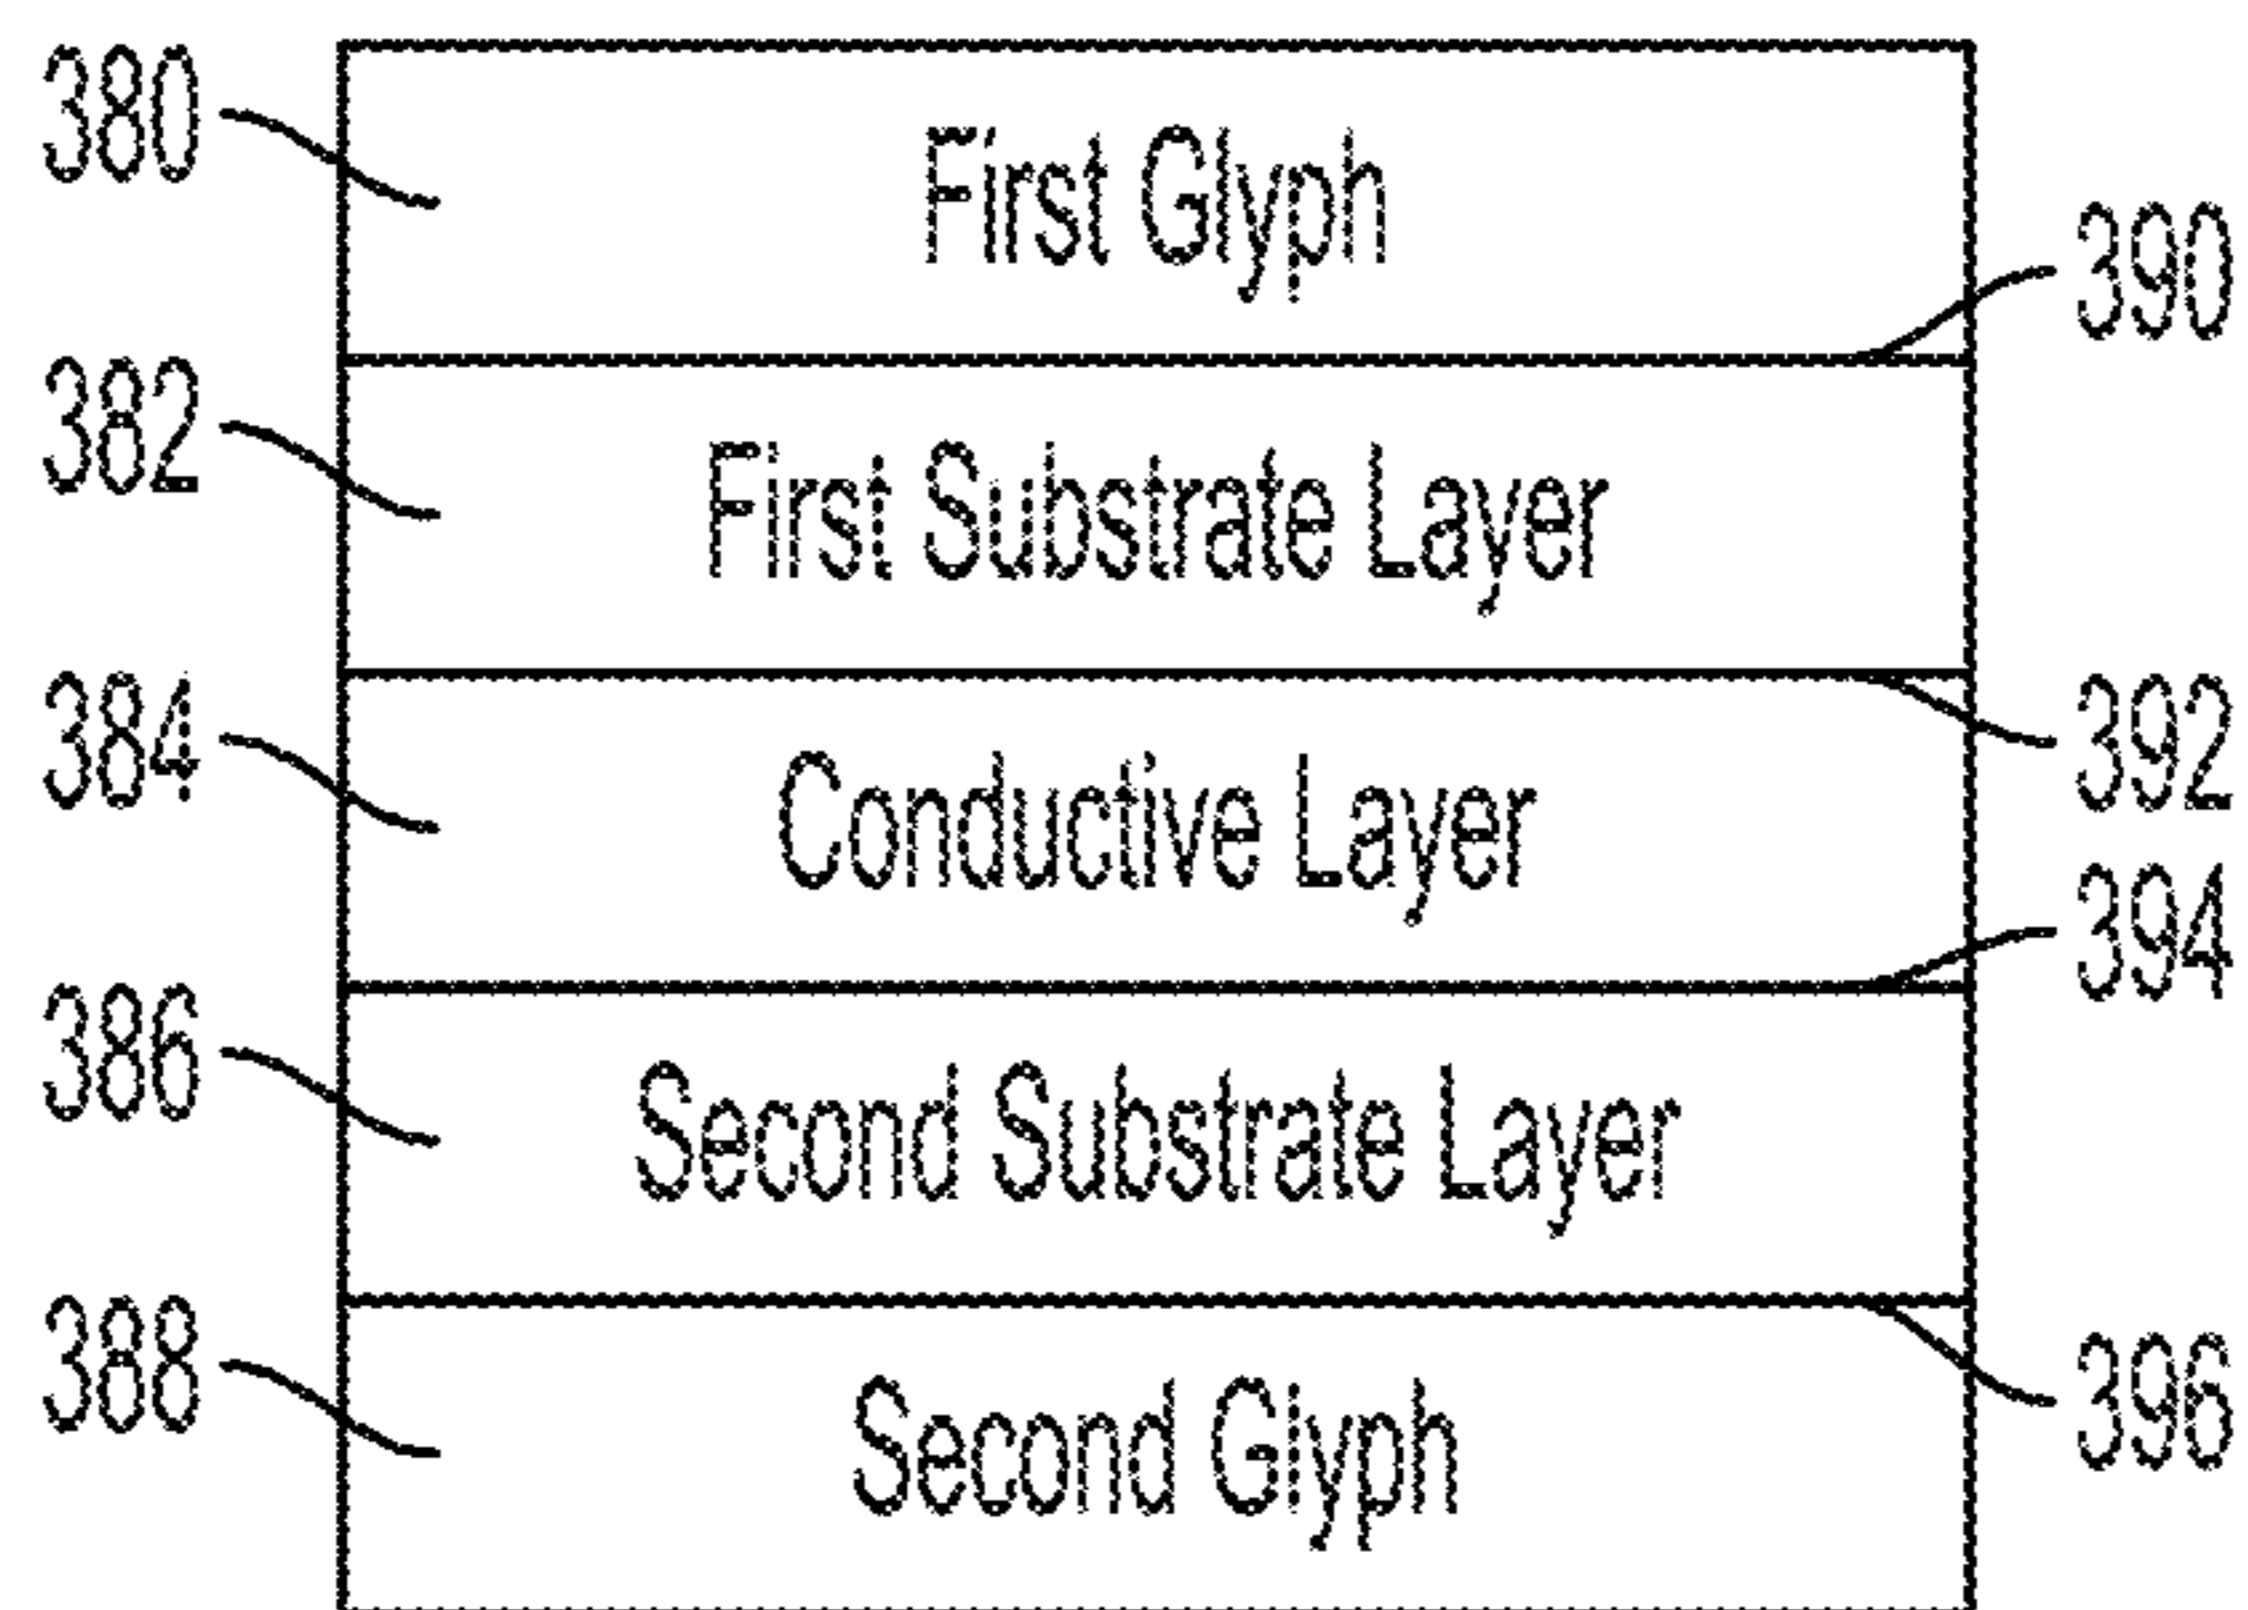 380
First Glyph
390
382
First Substrate Layer
384
392
Conductive Layer
394
386
Second Substrate Layer
388
396
Second Glyph